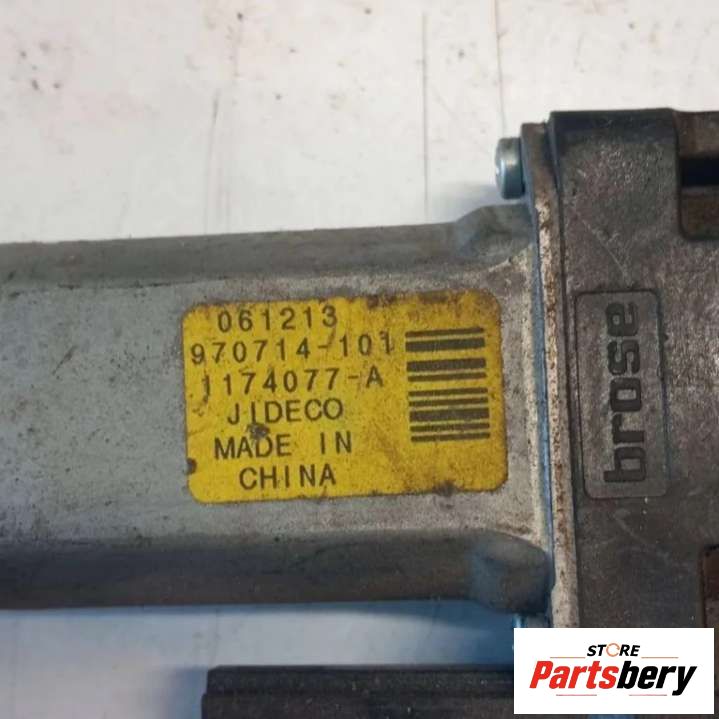 061213
970714-101
1174077-A
JIDECO
MADE IN
CHINA
brose
STORE
Partsbery